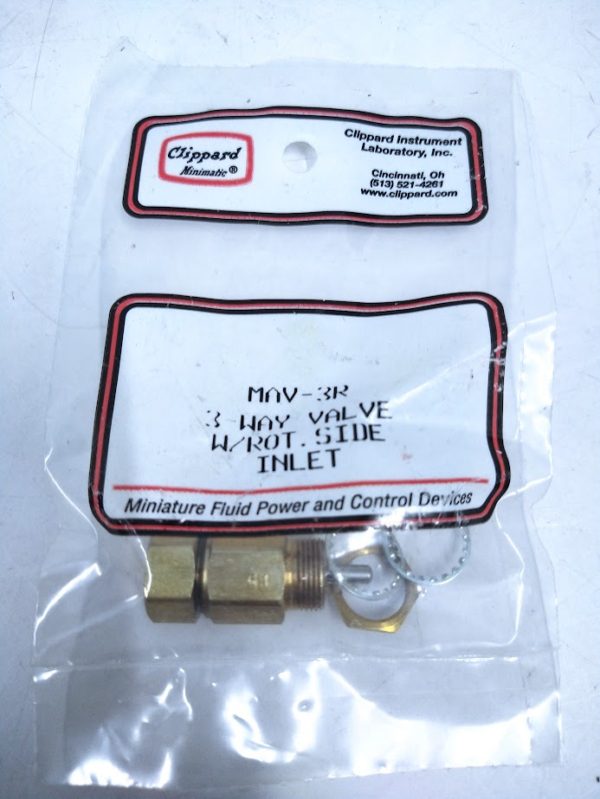 Clippard
Minimatic®
Clippard Instrument
Laboratory, Inc.
Cincinnati, Oh
(513) 521-4261
www.clippard.com
MAV-3R
3-WAY VALVE
W/ROT. SIDE
INLET
Miniature Fluid Power and Control Devices